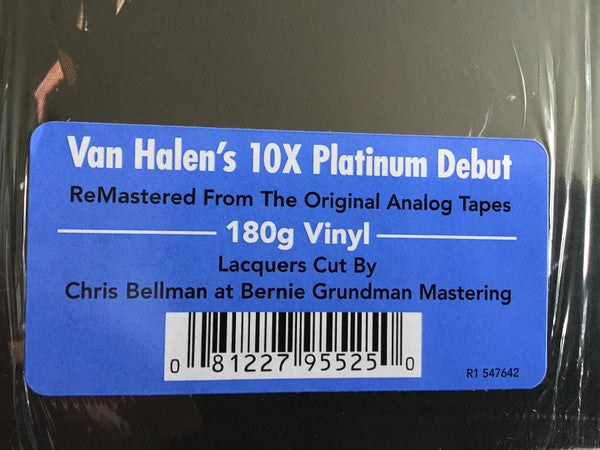 Van Halen's 10X Platinum Debut
ReMastered From The Original Analog Tapes
180g Vinyl
Lacquers Cut By
Chris Bellman at Bernie Grundman Mastering
0 81227 95525 0
R1 547642